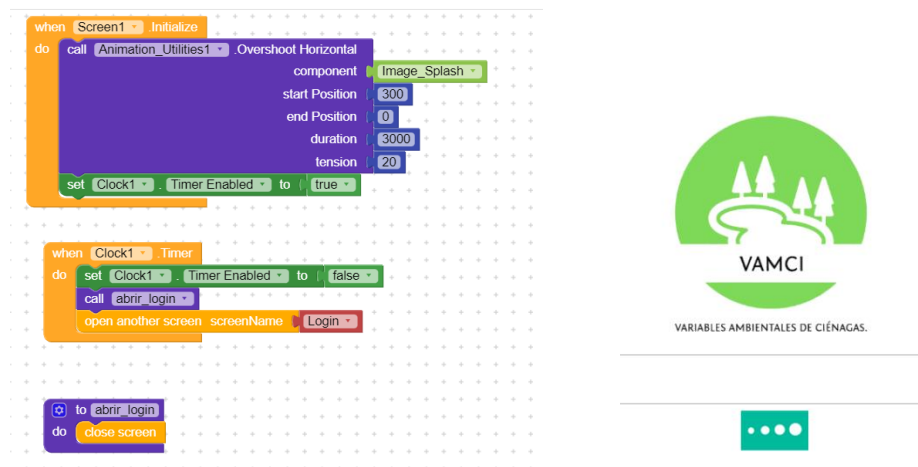 when Screen1 Initialize
do call Animation_Utilities1 .Overshoot Horizontal
component Image_Splash
start Position 300
end Position 0
duration 3000
tension 20
set Clock1 . Timer Enabled to true
when Clock1 .Timer
do set Clock1 . Timer Enabled to false
call abrir_login
open another screen screenName Login
to abrir_login
do close screen
VAMCI
VARIABLES AMBIENTALES DE CIÉNAGAS.